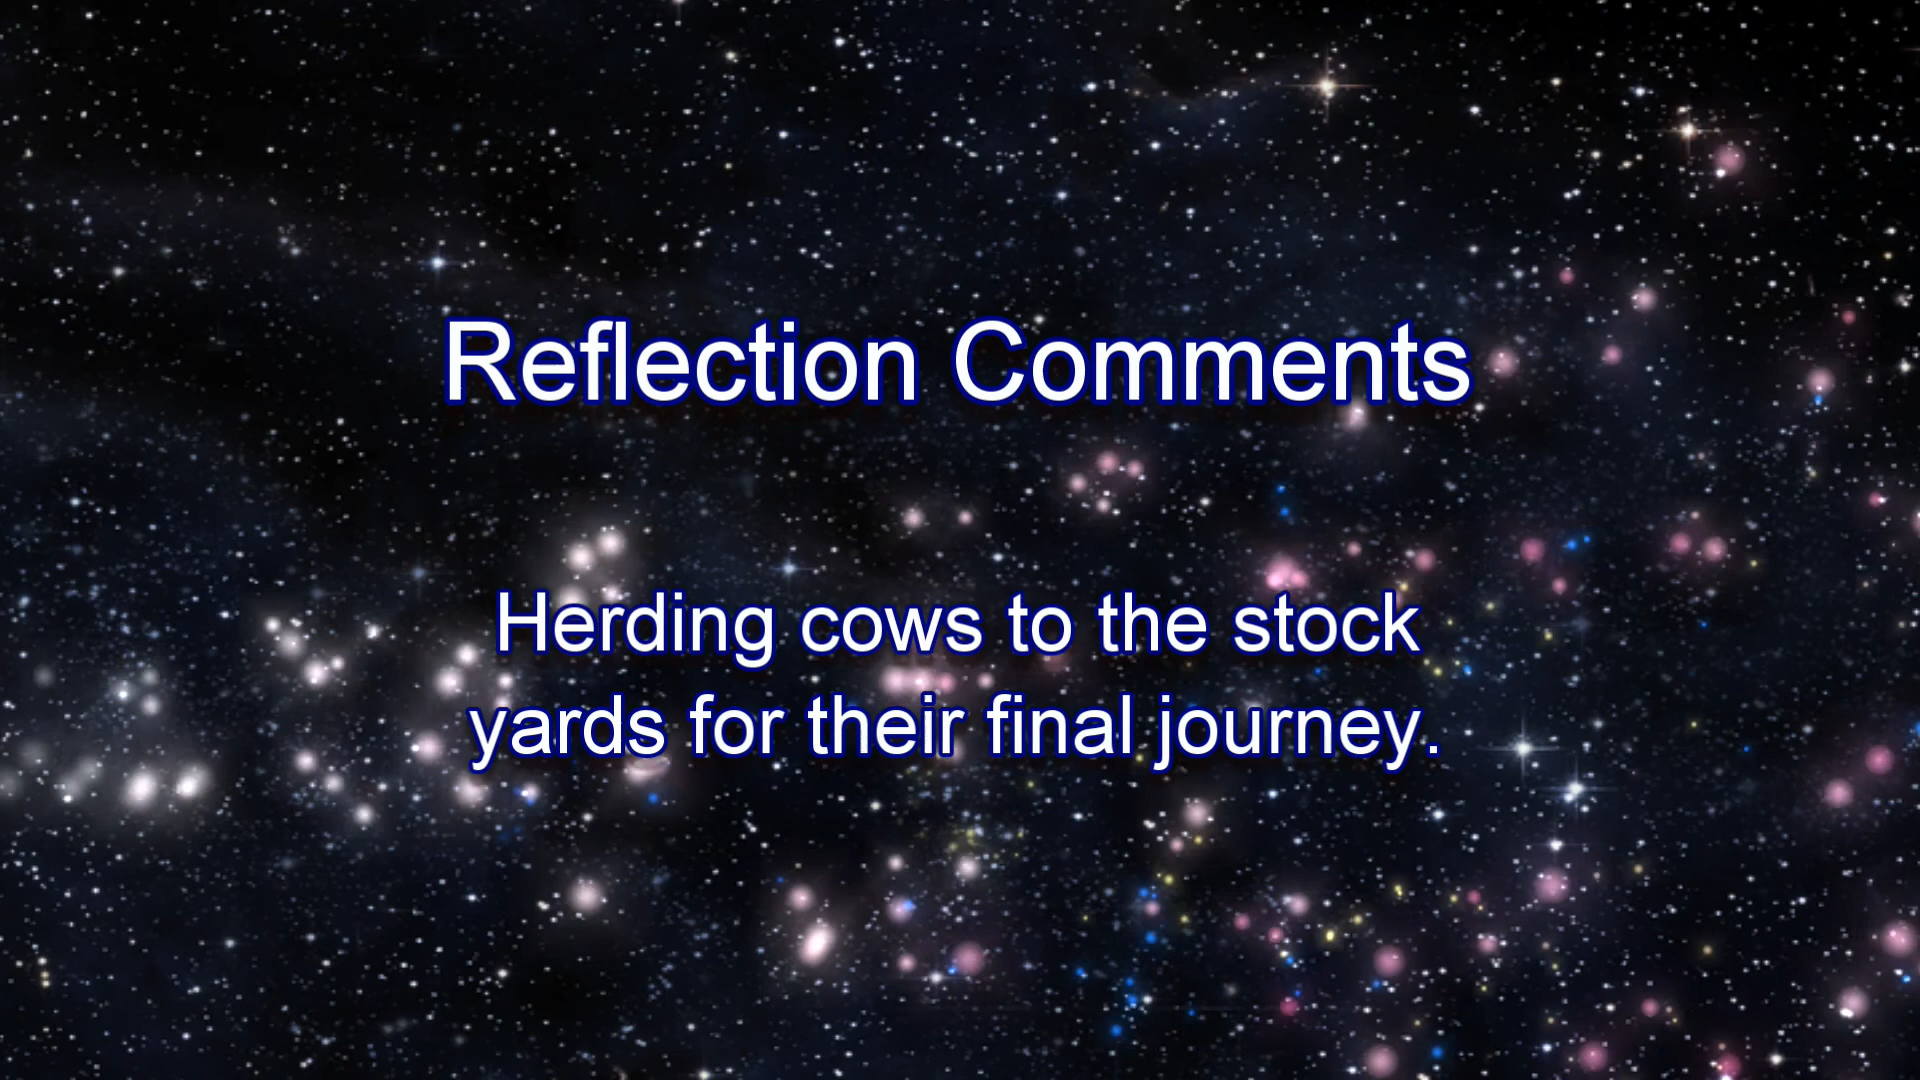 Reflection Comments
Herding cows to the stock
yards for their final journey.